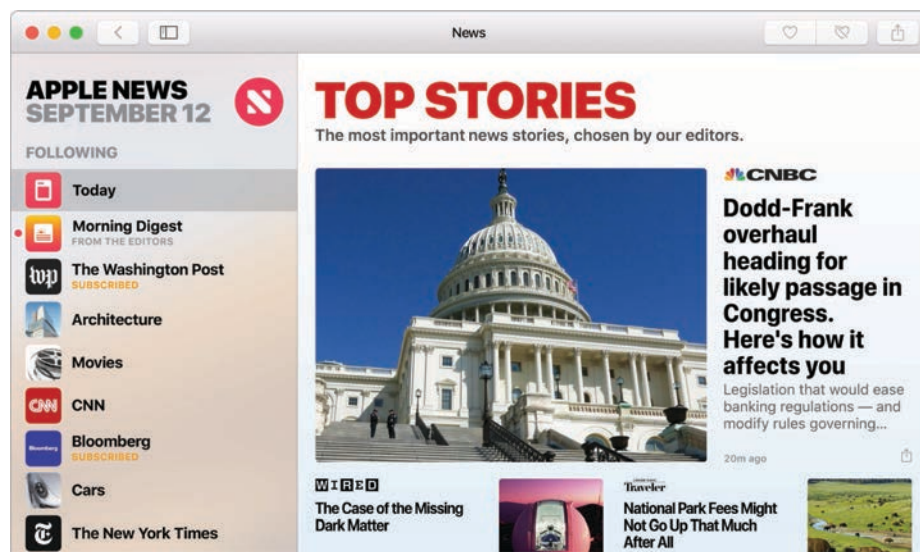 News
APPLE NEWS
SEPTEMBER 12
FOLLOWING
Today
Morning Digest
FROM THE EDITORS
The Washington Post
SUBSCRIBED
Architecture
Movies
CNN
CNN
Bloomberg
Bloomberg
SUBSCRIBED
Cars
The New York Times
TOP STORIES
The most important news stories, chosen by our editors.
CNBC
Dodd-Frank
overhaul
heading for
likely passage in
Congress.
Here's how it
affects you
Legislation that would ease
banking regulations — and
modify rules governing...
20m ago
WIRED
The Case of the Missing
Dark Matter
Traveler
National Park Fees Might
Not Go Up That Much
After All